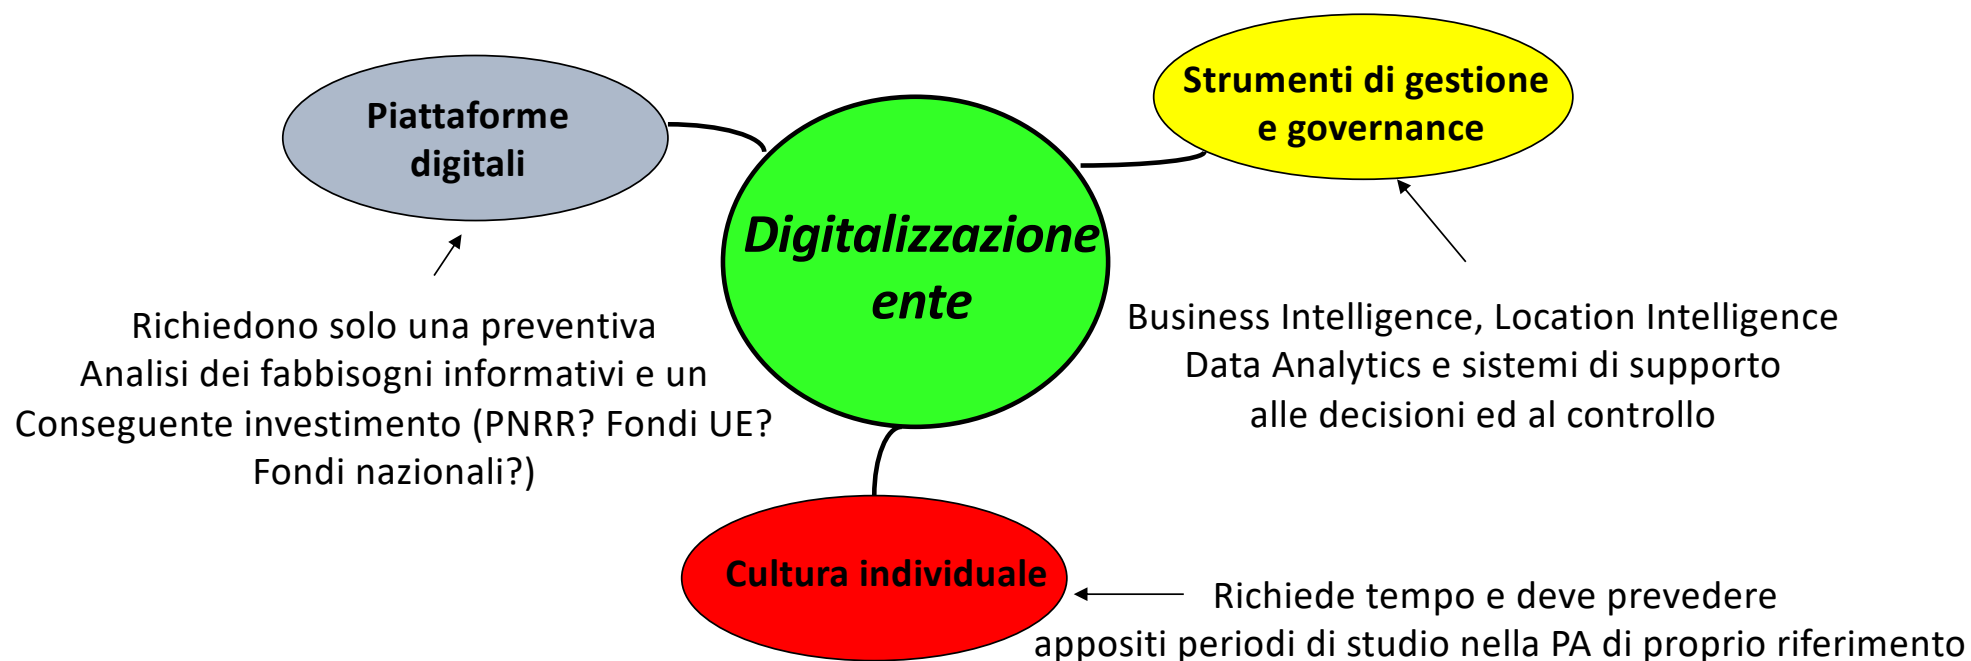 Piattaforme
digitali
Strumenti di gestione
e governance
Digitalizzazione
ente
Richiedono solo una preventiva
Analisi dei fabbisogni informativi e un
Conseguente investimento (PNRR? Fondi UE?
Fondi nazionali?)
Business Intelligence, Location Intelligence
Data Analytics e sistemi di supporto
alle decisioni ed al controllo
Cultura individuale
Richiede tempo e deve prevedere
appositi periodi di studio nella PA di proprio riferimento